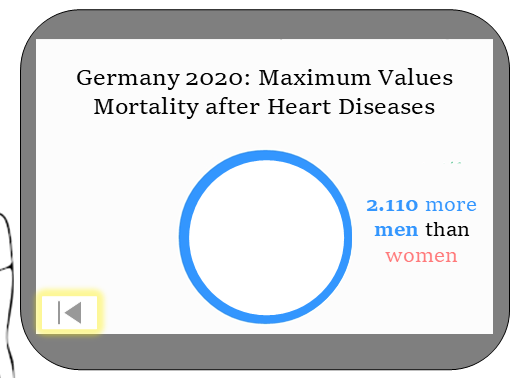 Germany 2020: Maximum Values
Mortality after Heart Diseases
2.110 more
men than
women